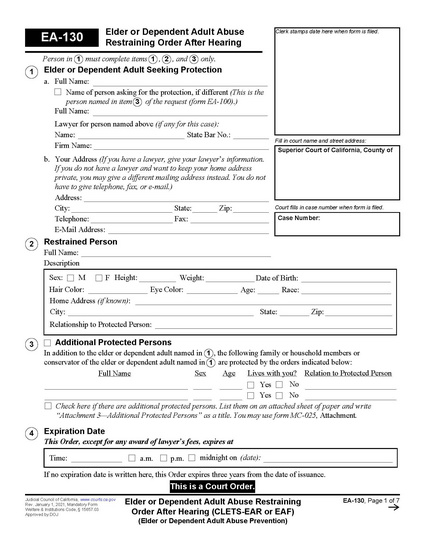 EA-130
Elder or Dependent Adult Abuse
Restraining Order After Hearing
Clerk stamps date here when form is filed.
Person in 1 must complete items 1, 2, and 3 only.
1 Elder or Dependent Adult Seeking Protection
a. Full Name:
Name of person asking for the protection, if different (This is the
person named in item 3 of the request (form EA-100).)
Full Name:
Lawyer for person named above (if any for this case):
Name: State Bar No.:
Firm Name:
b. Your Address (If you have a lawyer, give your lawyer's information.
If you do not have a lawyer and want to keep your home address
private, you may give a different mailing address instead. You do not
have to give telephone, fax, or e-mail.)
Address:
City: State: Zip:
Telephone: Fax:
E-Mail Address:
Fill in court name and street address:
Superior Court of California, County of
Court fills in case number when form is filed.
Case Number:
2 Restrained Person
Full Name:
Description
Sex: M F Height: Weight: Date of Birth:
Hair Color: Eye Color: Age: Race:
Home Address (if known):
City: State: Zip:
Relationship to Protected Person:
3 Additional Protected Persons
In addition to the elder or dependent adult named in 1, the following family or household members or
conservator of the elder or dependent adult named in 1 are protected by the orders indicated below:
Full Name Sex Age Lives with you? Relation to Protected Person
Yes No
Yes No
Check here if there are additional protected persons. List them on an attached sheet of paper and write
"Attachment 3—Additional Protected Persons" as a title. You may use form MC-025, Attachment.
4 Expiration Date
This Order, except for any award of lawyer's fees, expires at
Time: a.m. p.m. midnight on (date):
If no expiration date is written here, this Order expires three years from the date of issuance.
This is a Court Order.
Judicial Council of California, www.courts.ca.gov
Rev. January 1, 2021, Mandatory Form
Welfare & Institutions Code, § 15657.03
Approved by DOJ
Elder or Dependent Adult Abuse Restraining
Order After Hearing (CLETS-EAR or EAF)
(Elder or Dependent Adult Abuse Prevention)
EA-130, Page 1 of 7